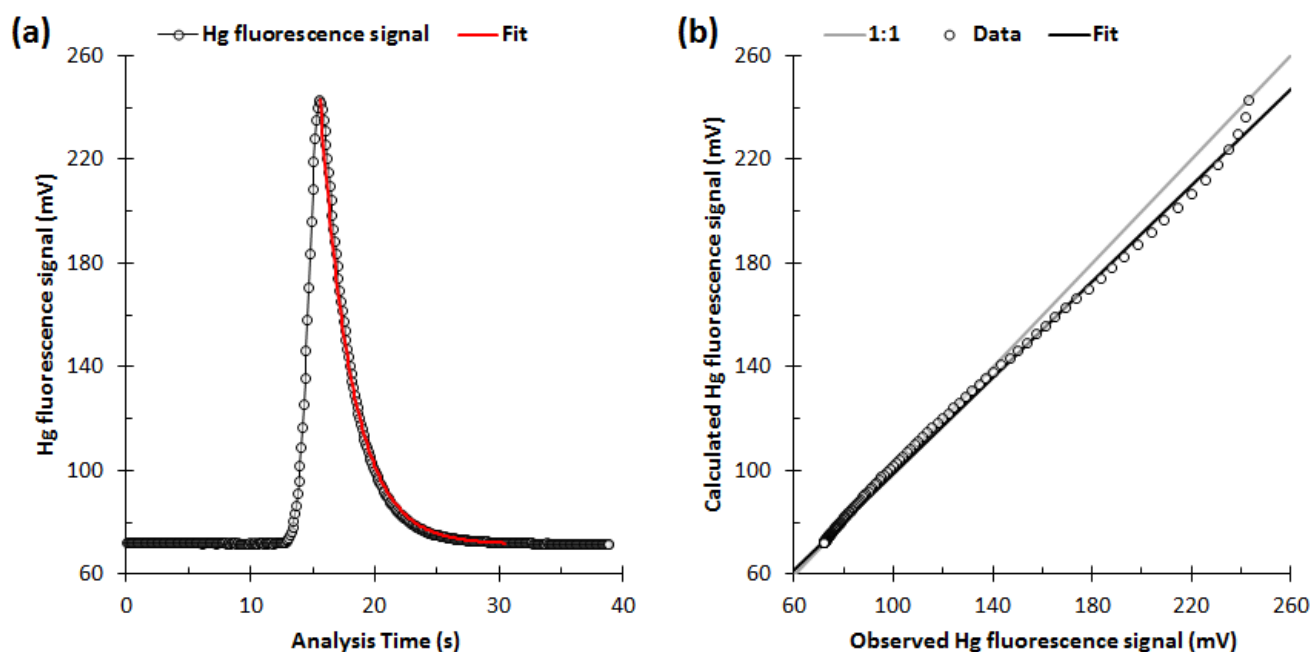 (a)
Hg fluorescence signal Fit
260
220
180
140
100
60
0 10 20 30 40
Hg fluorescence signal (mV)
Analysis Time (s)
(b)
1:1 Data Fit
260
220
180
140
100
60
60 100 140 180 220 260
Calculated Hg fluorescence signal (mV)
Observed Hg fluorescence signal (mV)